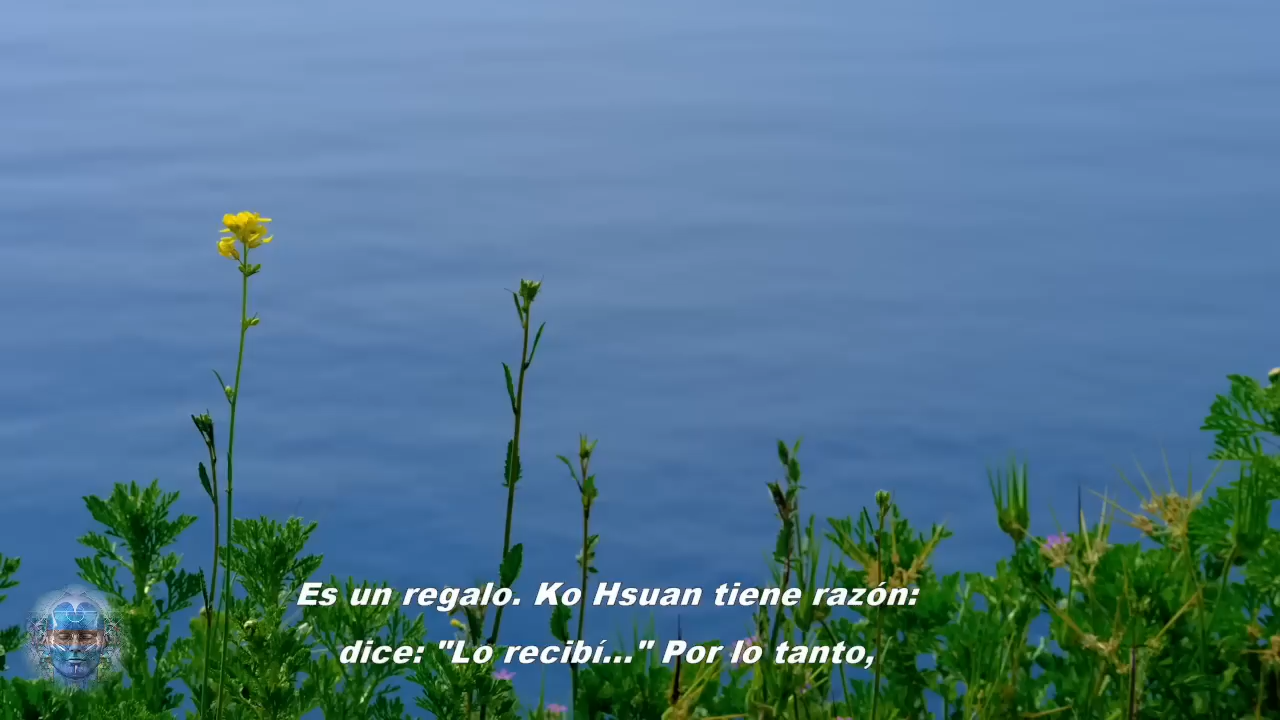 Es un regalo. Ko Hsuan tiene razón:
dice: "Lo recibí..." Por lo tanto,